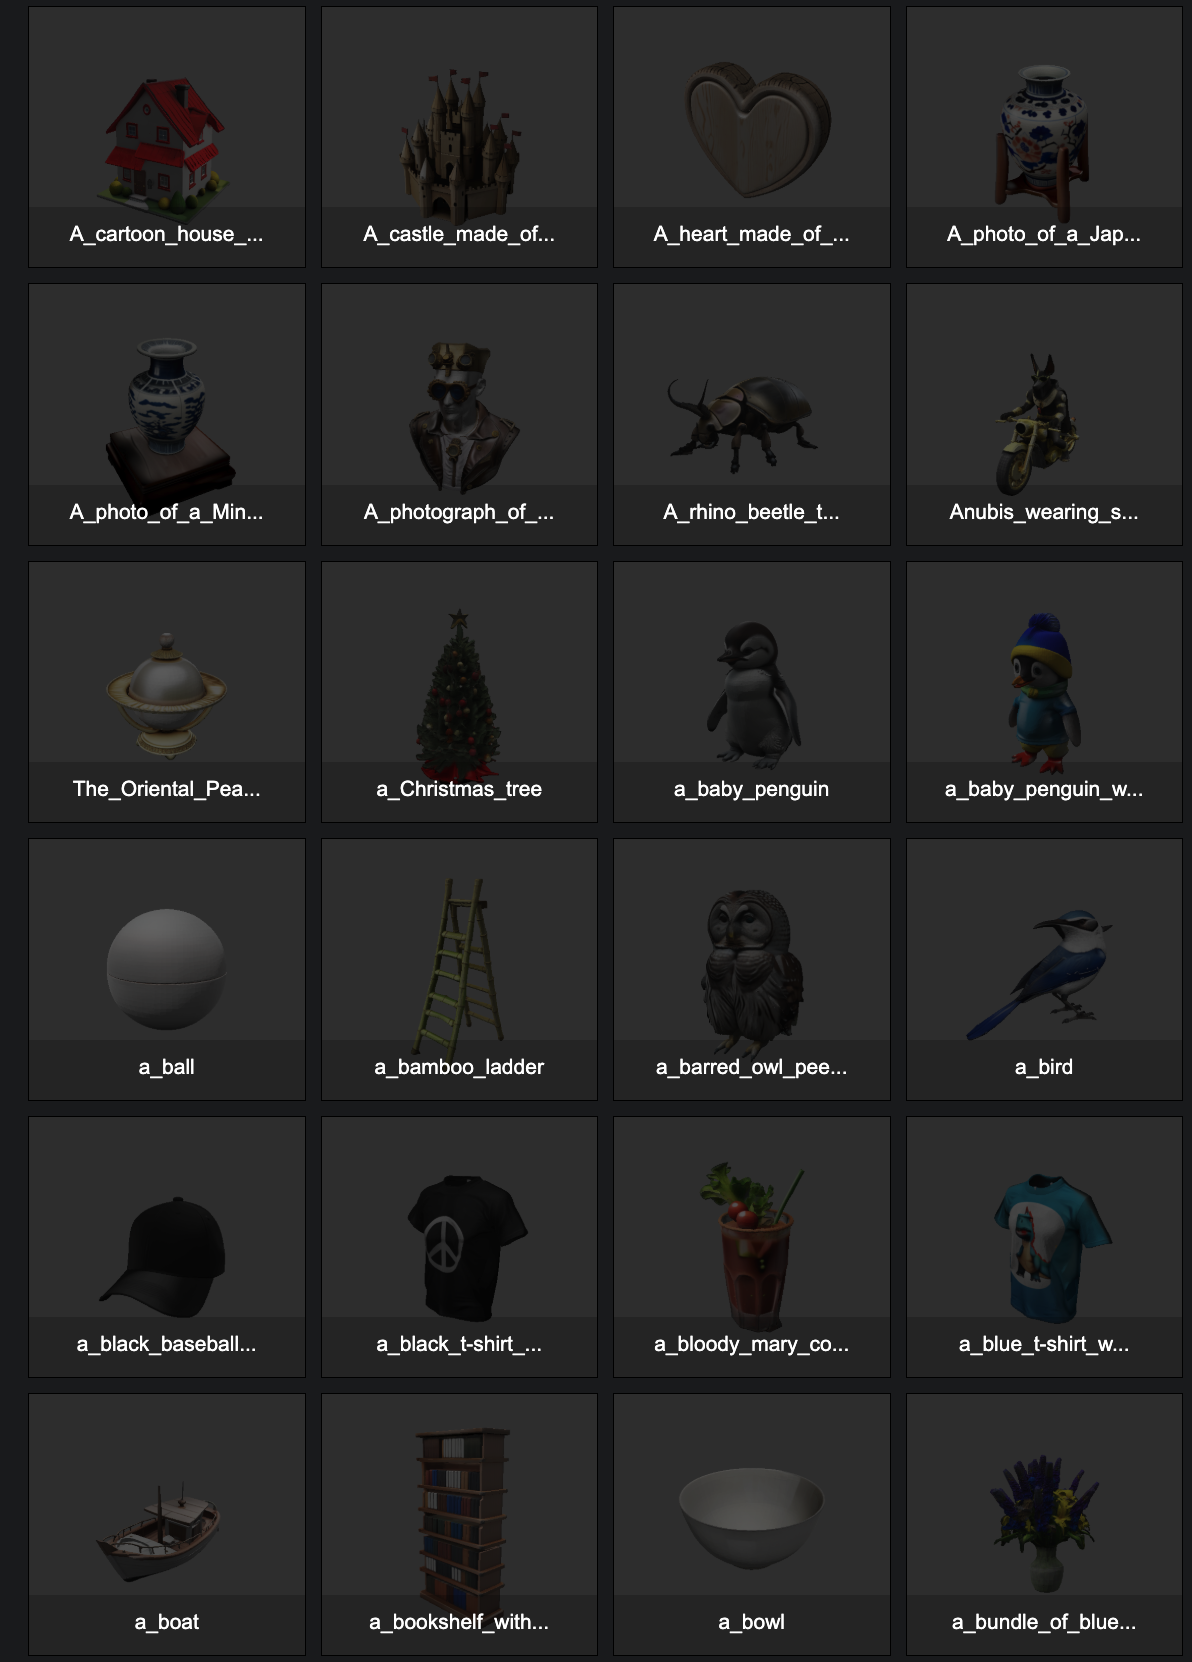 A_cartoon_house_...
A_castle_made_of...
A_heart_made_of_...
A_photo_of_a_Jap...
A_photo_of_a_Min...
A_photograph_of_...
A_rhino_beetle_t...
Anubis_wearing_s...
The_Oriental_Pea...
a_Christmas_tree
a_baby_penguin
a_baby_penguin_w...
a_ball
a_bamboo_ladder
a_barred_owl_pee...
a_bird
a_black_baseball...
a_black_t-shirt_...
a_bloody_mary_co...
a_blue_t-shirt_w...
a_boat
a_bookshelf_with...
a_bowl
a_bundle_of_blue...